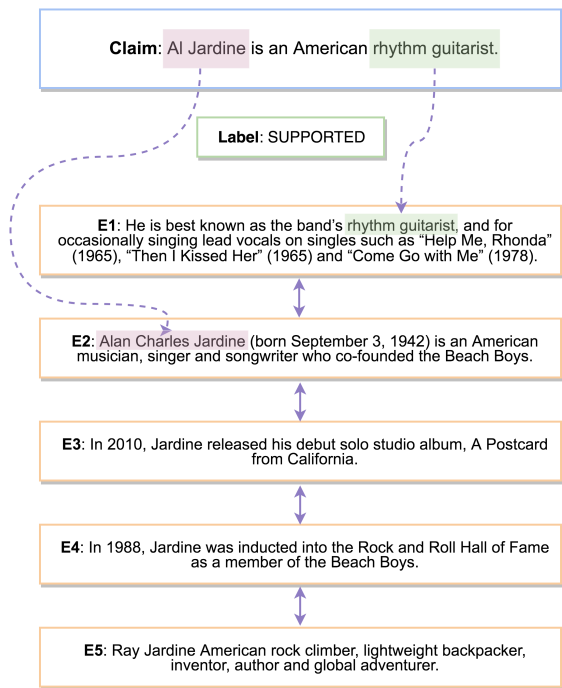 Claim: Al Jardine is an American rhythm guitarist.
Label: SUPPORTED
E1: He is best known as the band's rhythm guitarist, and for
occasionally singing lead vocals on singles such as “Help Me, Rhonda”
(1965), “Then I Kissed Her” (1965) and “Come Go with Me” (1978).
E2: Alan Charles Jardine (born September 3, 1942) is an American
musician, singer and songwriter who co-founded the Beach Boys.
E3: In 2010, Jardine released his debut solo studio album, A Postcard
from California.
E4: In 1988, Jardine was inducted into the Rock and Roll Hall of Fame
as a member of the Beach Boys.
E5: Ray Jardine American rock climber, lightweight backpacker,
inventor, author and global adventurer.